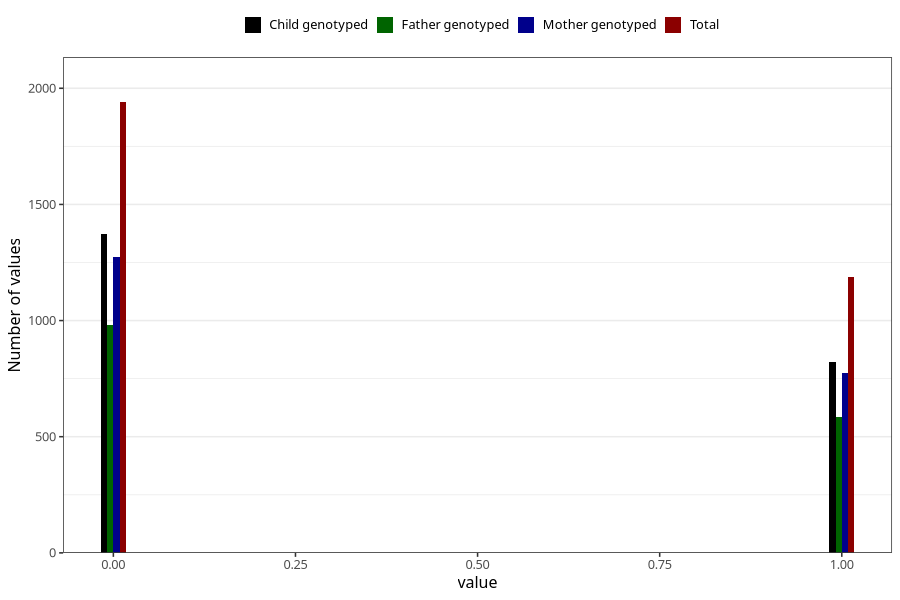 Child genotyped Father genotyped Mother genotyped Total
2000
1500
1000
500
0
Number of values
0.00 0.25 0.50 0.75 1.00
value